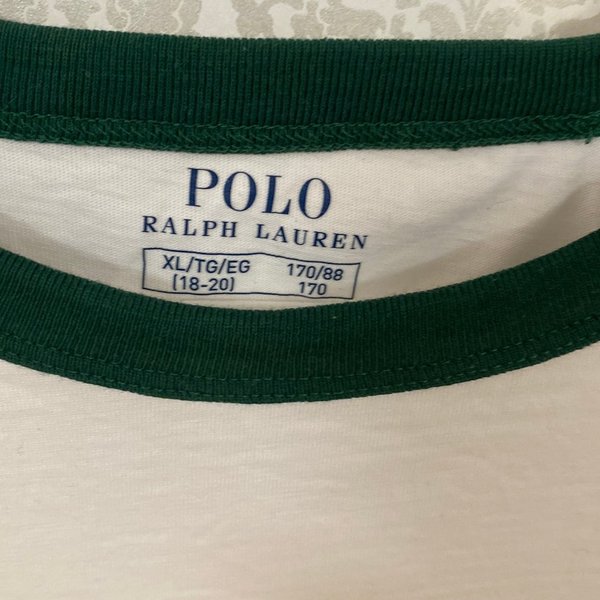 POLO
RALPH LAUREN
XL/TG/EG 170/88
(18-20) 170